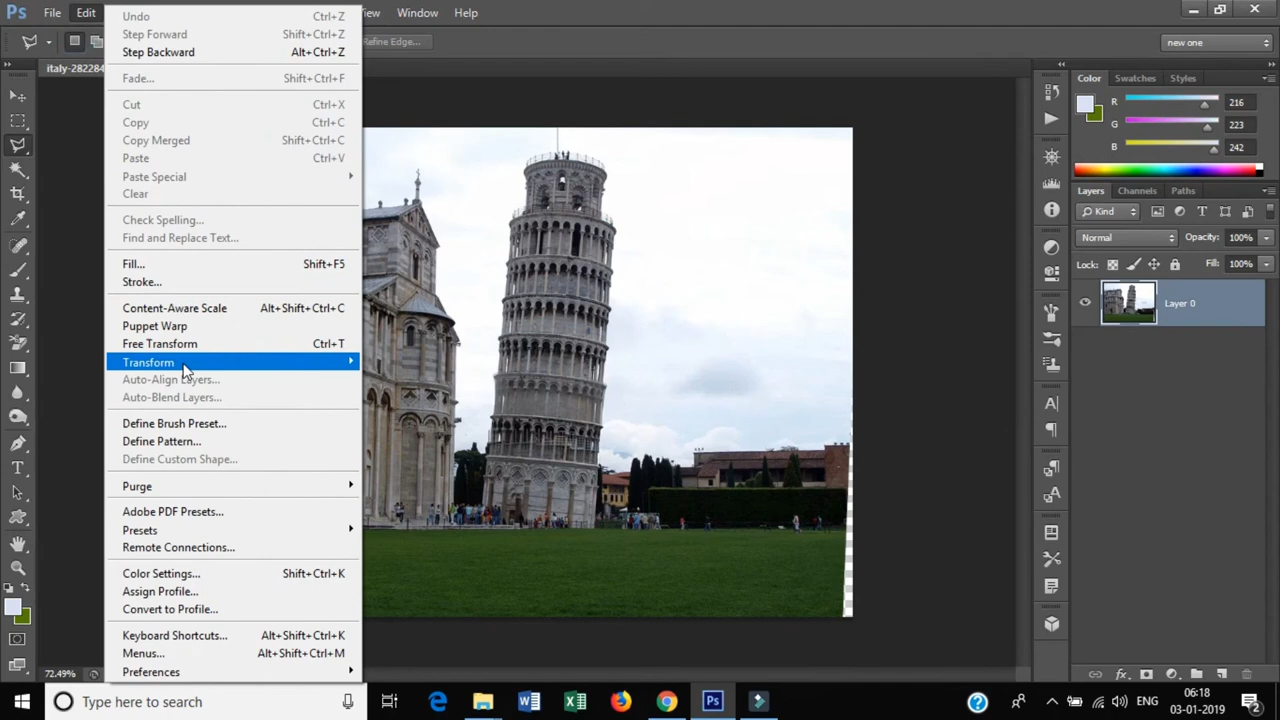 Ps File Edit iew Window Help
Refine Edge...
new one
italy-282284
Undo Ctrl+Z
Step Forward Shift+Ctrl+Z
Step Backward Alt+Ctrl+Z
Fade... Shift+Ctrl+F
Cut Ctrl+X
Copy Ctrl+C
Copy Merged Shift+Ctrl+C
Paste Ctrl+V
Paste Special
Clear
Check Spelling...
Find and Replace Text...
Fill... Shift+F5
Stroke...
Content-Aware Scale Alt+Shift+Ctrl+C
Puppet Warp
Free Transform Ctrl+T
Transform
Auto-Align Layers...
Auto-Blend Layers...
Define Brush Preset...
Define Pattern...
Define Custom Shape...
Purge
Adobe PDF Presets...
Presets
Remote Connections...
Color Settings... Shift+Ctrl+K
Assign Profile...
Convert to Profile...
Keyboard Shortcuts... Alt+Shift+Ctrl+K
Menus... Alt+Shift+Ctrl+M
Preferences
Color Swatches Styles
R 216
G 223
B 242
Layers Channels Paths
Kind
Normal Opacity: 100%
Lock: Fill: 100%
Layer 0
fx
72.49%
Type here to search
Ps
ENG
06:18
03-01-2019
2